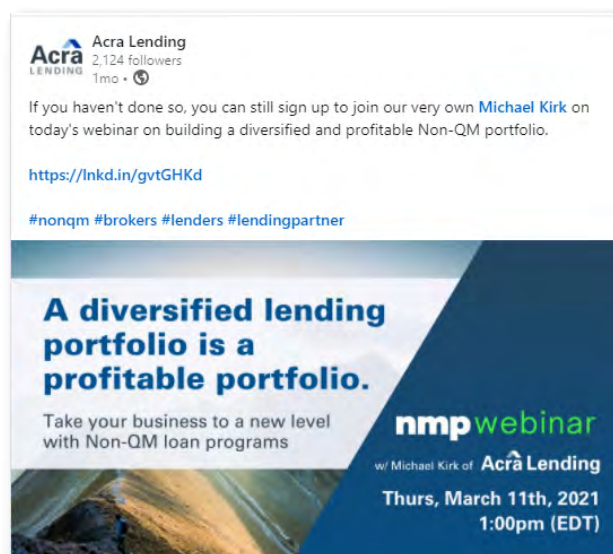 Acra
LENDING
Acra Lending
2,124 followers
1mo •
If you haven't done so, you can still sign up to join our very own Michael Kirk on
today's webinar on building a diversified and profitable Non-QM portfolio.
https://lnkd.in/gvtGHKd
#nonqm #brokers #lenders #lendingpartner
A diversified lending
portfolio is a
profitable portfolio.
Take your business to a new level
with Non-QM loan programs
nmpwebinar
w/ Michael Kirk of Acra Lending
Thurs, March 11th, 2021
1:00pm (EDT)